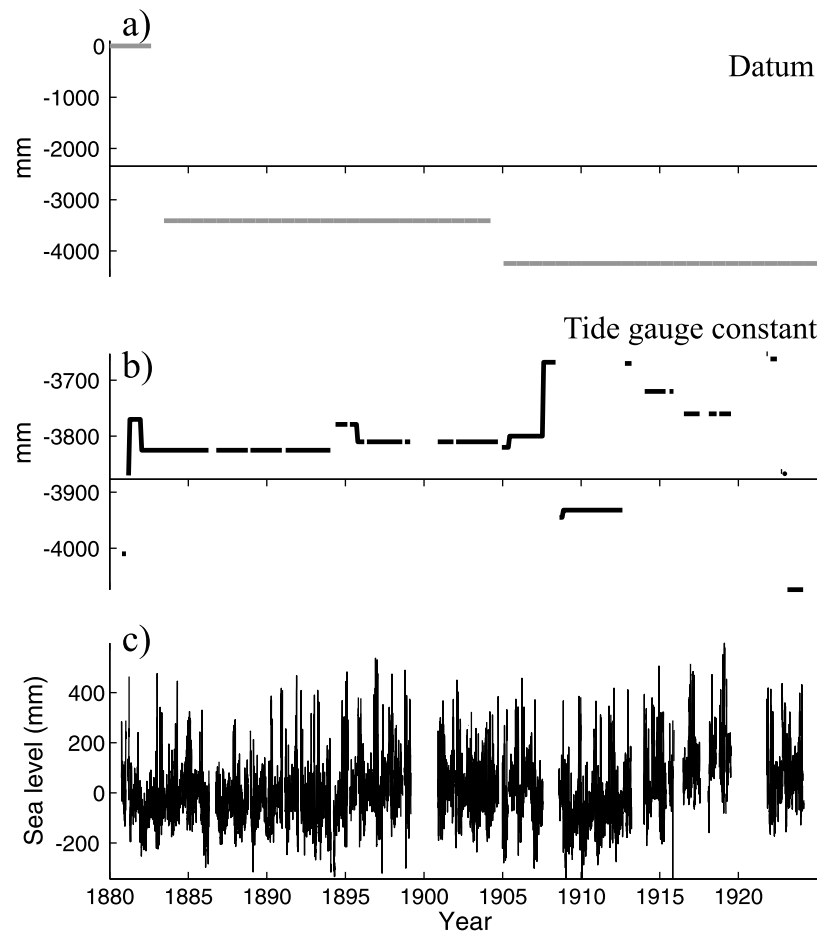 a)
Datum
0
-1000
-2000
-3000
-4000
mm
Tide gauge constant
b)
-3700
-3800
-3900
-4000
mm
c)
400
200
0
-200
Sea level (mm)
1880 1885 1890 1895 1900 1905 1910 1915 1920
Year